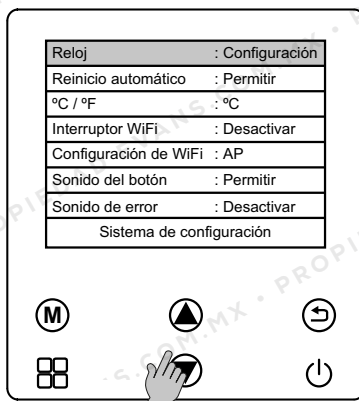 Reloj : Configuración
Reinicio automático : Permitir
ºC / ºF : ºC
Interruptor WiFi : Desactivar
Configuración de WiFi : AP
Sonido del botón : Permitir
Sonido de error : Desactivar
Sistema de configuración
M